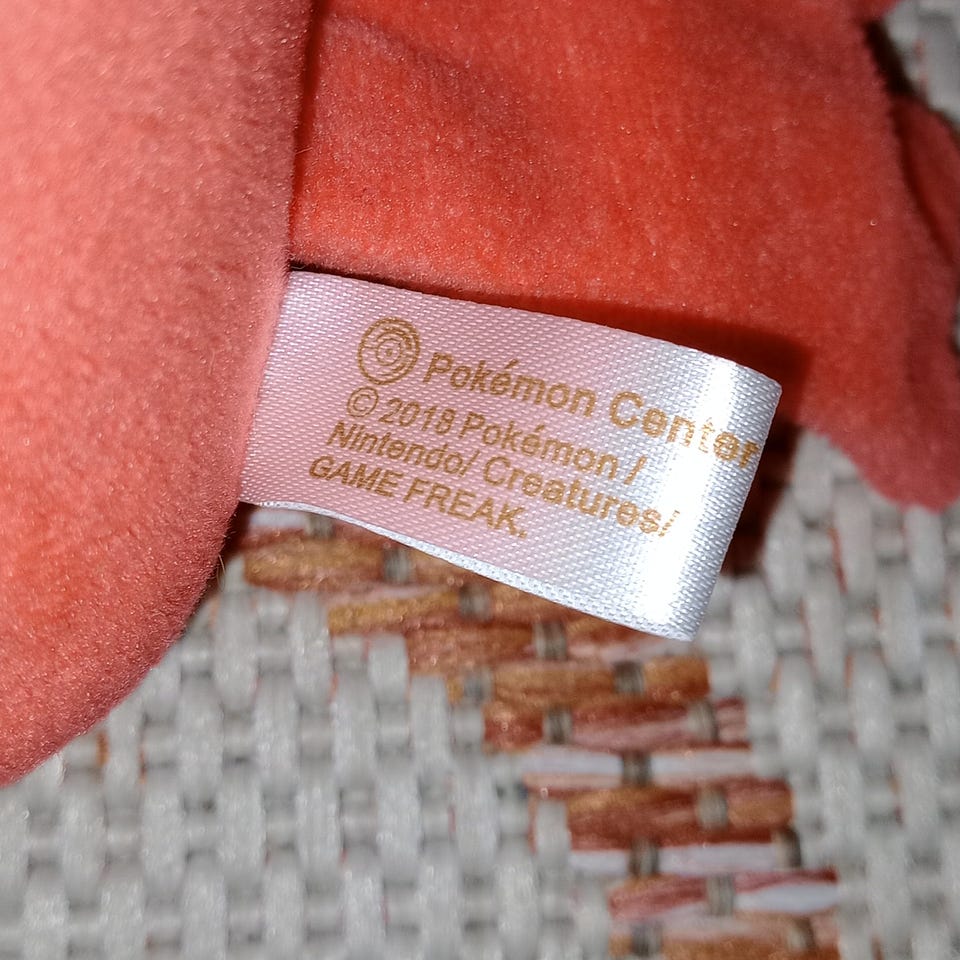 Pokémon Center
© 2018 Pokémon /
Nintendo/ Creatures/
GAME FREAK.